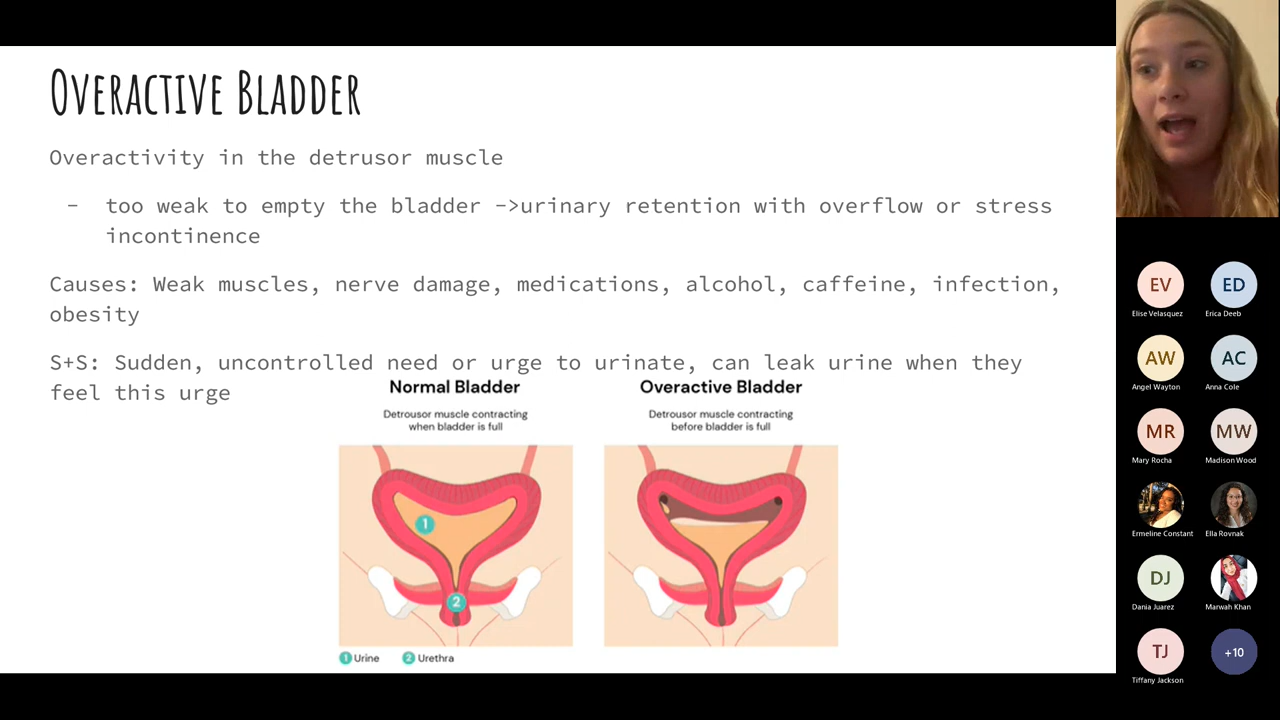 OVERACTIVE BLADDER
Overactivity in the detrusor muscle
- too weak to empty the bladder ->urinary retention with overflow or stress
incontinence
Causes: Weak muscles, nerve damage, medications, alcohol, caffeine, infection,
obesity
S+S: Sudden, uncontrolled need or urge to urinate, can leak urine when they
feel this urge
Normal Bladder
Detrousor muscle contracting
when bladder is full
1
2
1 Urine 2 Urethra
Overactive Bladder
Detrousor muscle contracting
before bladder is full
EV ED
Elise Velasquez Erica Deeb
AW AC
Angel Wayton Anna Cole
MR MW
Mary Rocha Madison Wood
Ermeline Constant Ella Rovnak
DJ
Dania Juarez Marwah Khan
TJ +10
Tiffany Jackson